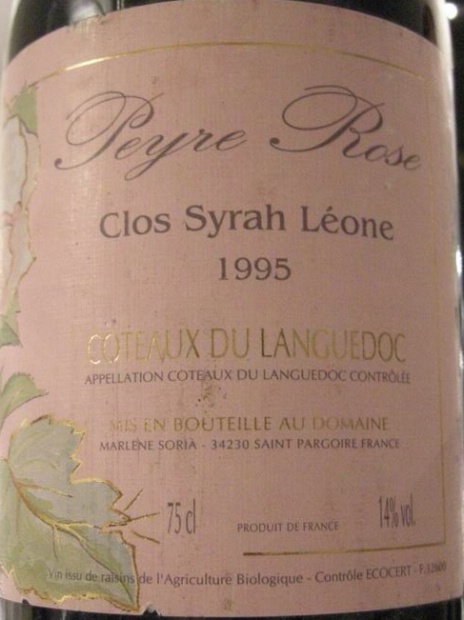 Peyre Rose
Clos Syrah Léone
1995
COTEAUX DU LANGUEDOC
APPELLATION COTEAUX DU LANGUEDOC CONTRÔLÉE
MIS EN BOUTEILLE AU DOMAINE
MARLENE SORIA - 34230 SAINT PARGOIRE FRANCE
75 cl
PRODUIT DE FRANCE
14% vol.
Vin issu de raisins de l'Agriculture Biologique - Contrôle ECOCERT - F.32600